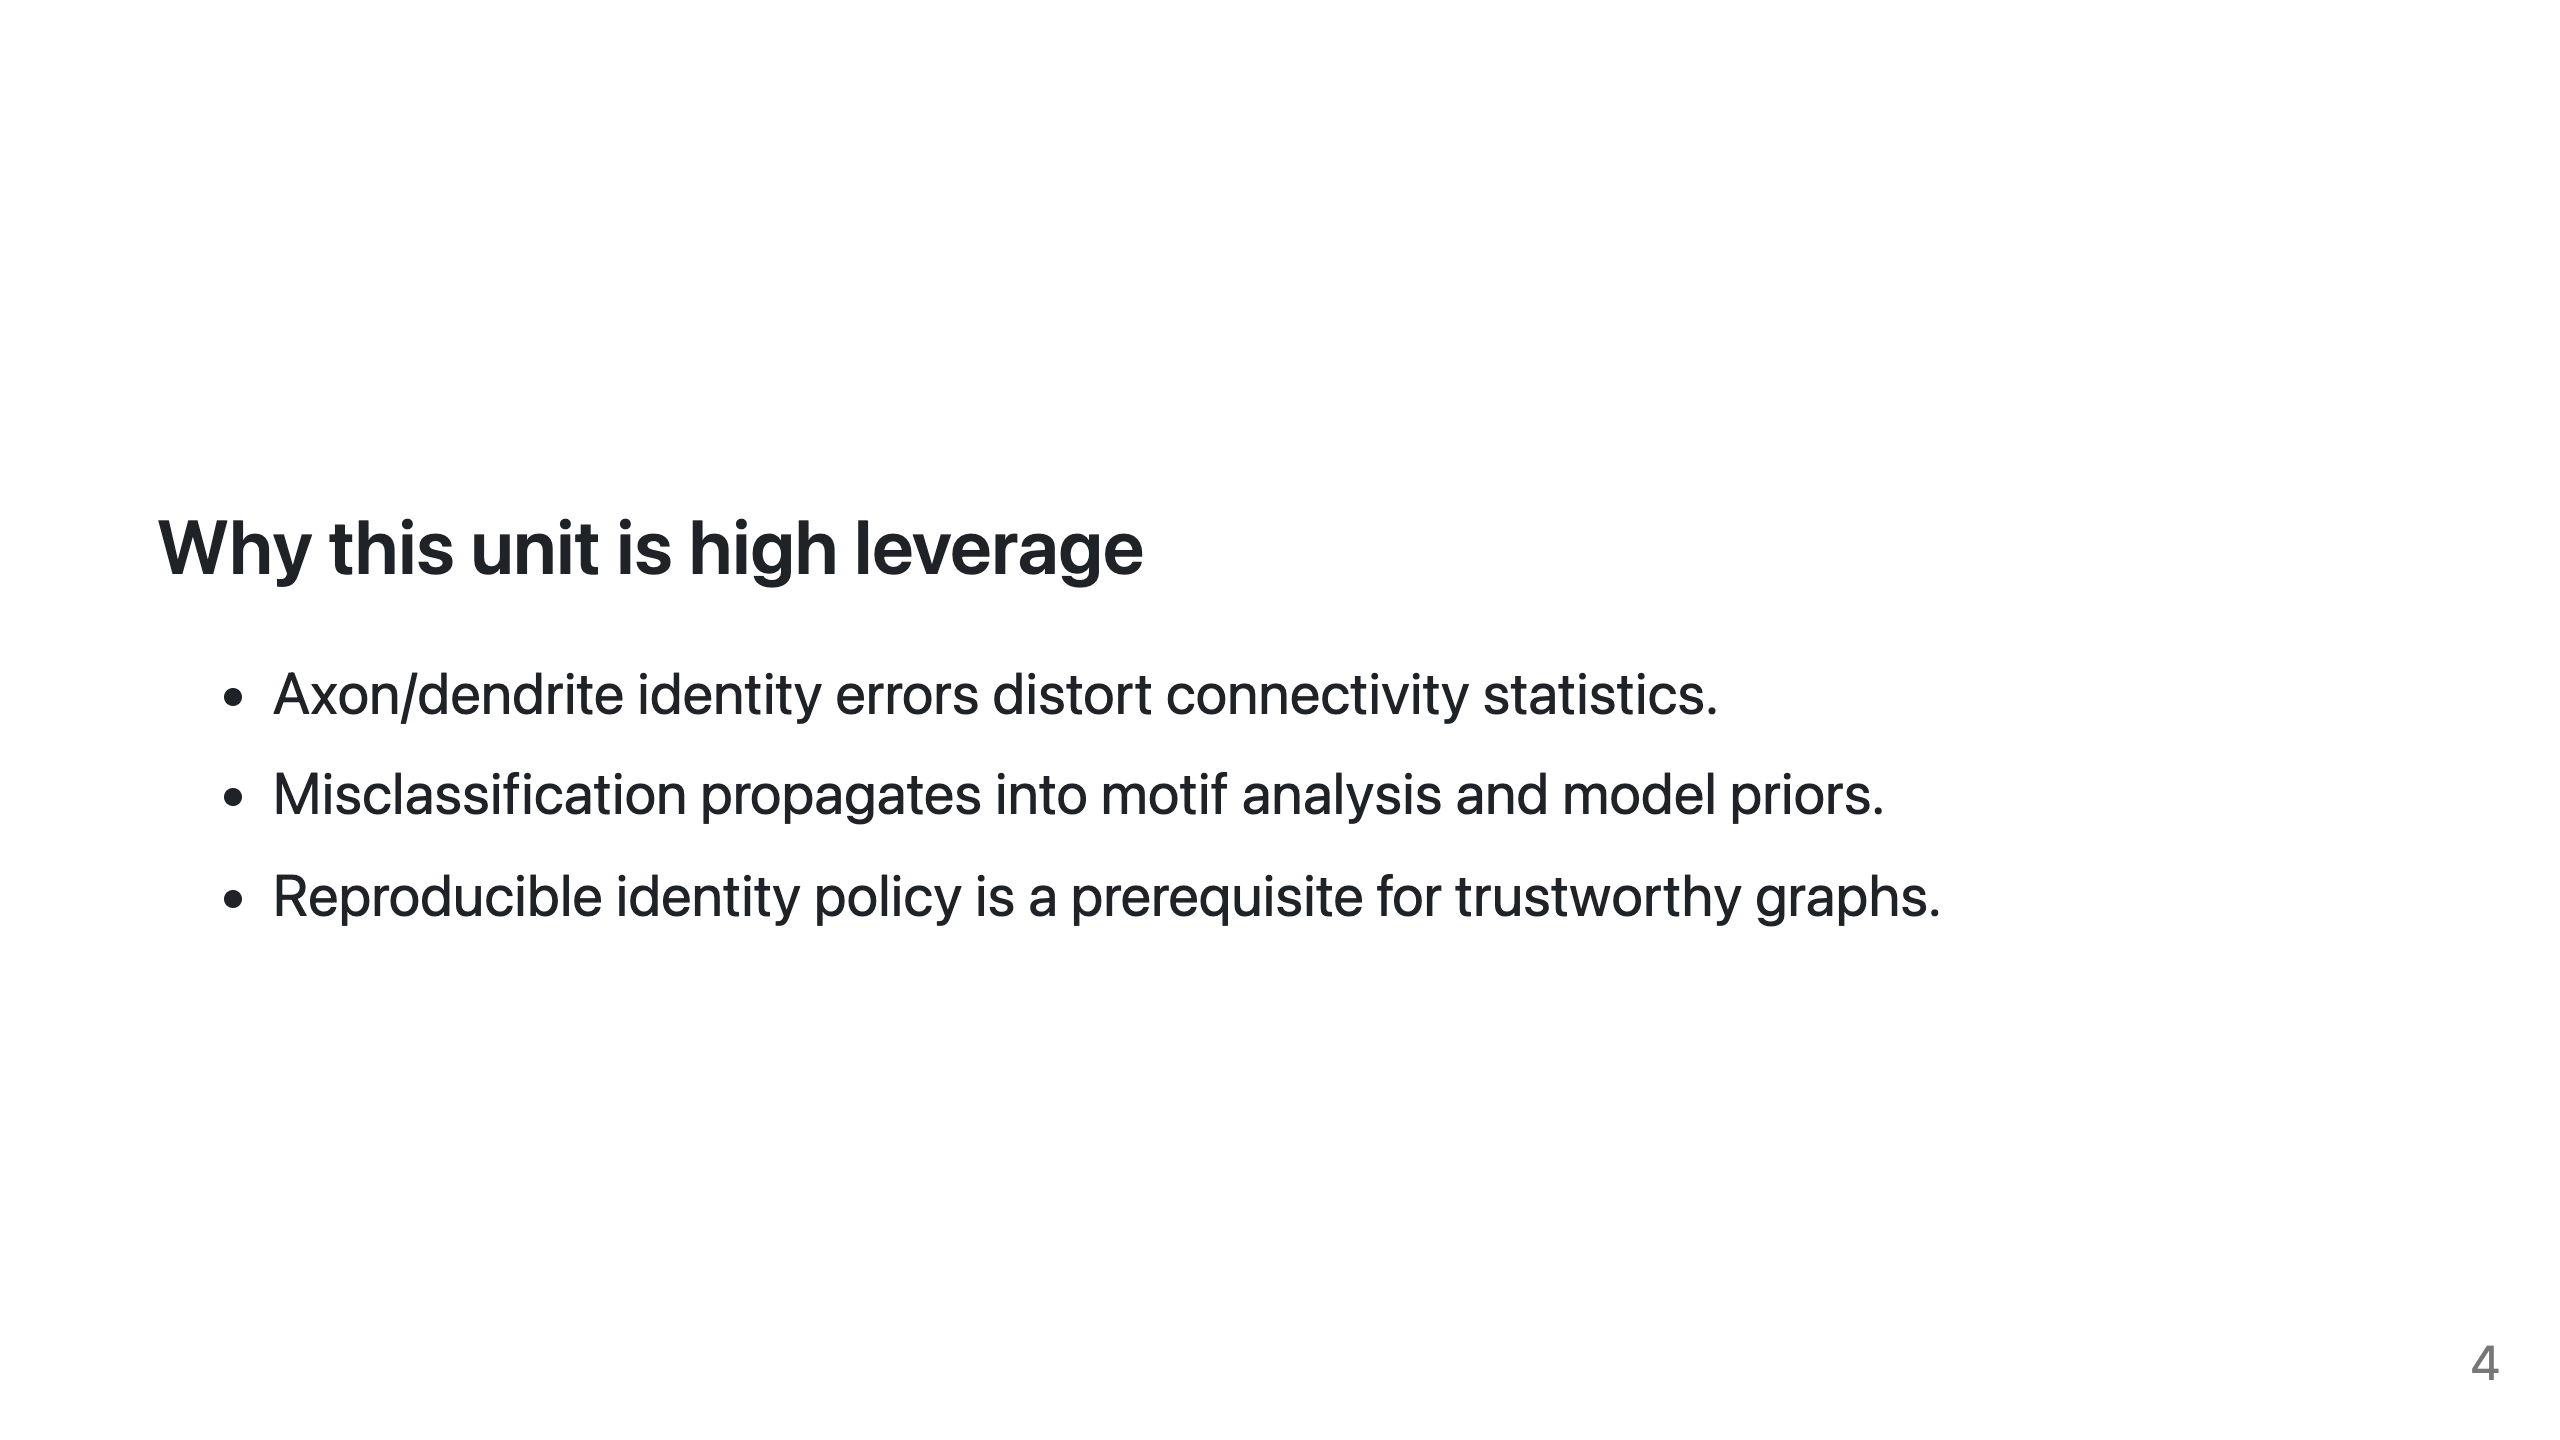 Why this unit is high leverage
• Axon/dendrite identity errors distort connectivity statistics.
• Misclassification propagates into motif analysis and model priors.
• Reproducible identity policy is a prerequisite for trustworthy graphs.
4